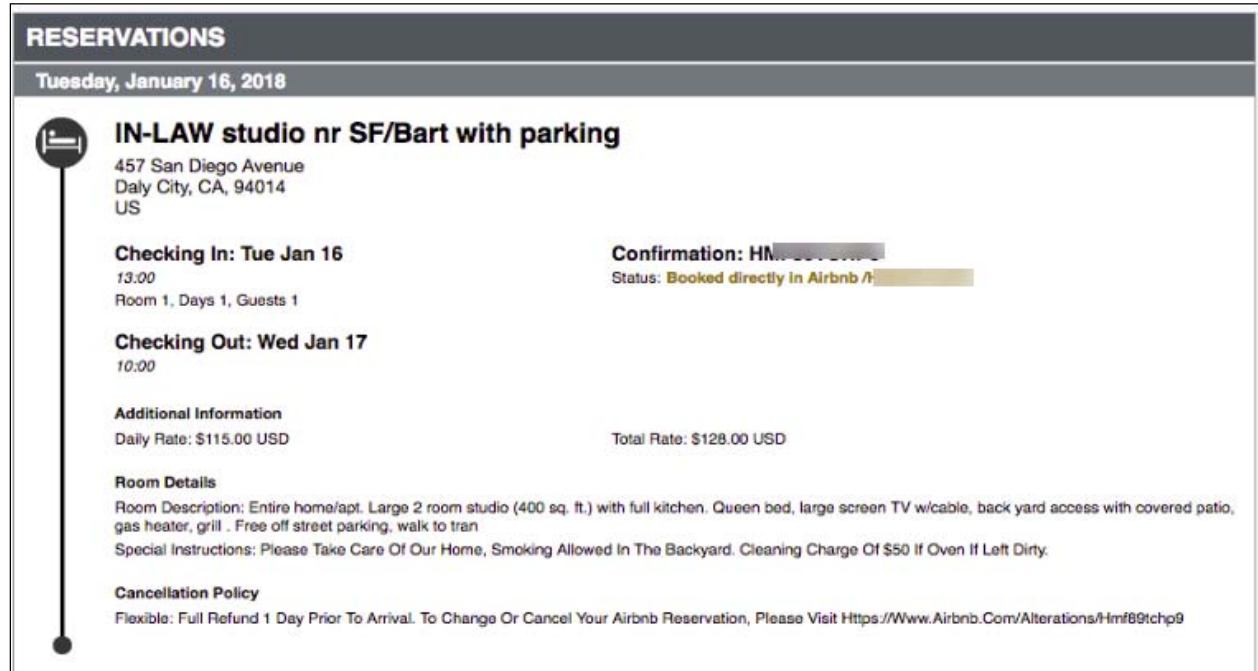 RESERVATIONS
Tuesday, January 16, 2018
IN-LAW studio nr SF/Bart with parking
457 San Diego Avenue
Daly City, CA, 94014
US
Checking In: Tue Jan 16
13:00
Room 1, Days 1, Guests 1
Confirmation:
Status: Booked directly in Airbnb
Checking Out: Wed Jan 17
10:00
Additional Information
Daily Rate: $115.00 USD
Total Rate: $128.00 USD
Room Details
Room Description: Entire home/apt. Large 2 room studio (400 sq. ft.) with full kitchen. Queen bed, large screen TV w/cable, back yard access with covered patio,
gas heater, grill . Free off street parking, walk to tran
Special Instructions: Please Take Care Of Our Home, Smoking Allowed In The Backyard. Cleaning Charge Of $50 If Oven If Left Dirty.
Cancellation Policy
Flexible: Full Refund 1 Day Prior To Arrival. To Change Or Cancel Your Airbnb Reservation, Please Visit Https://Www.Airbnb.Com/Alterations/Hmf89tchp9